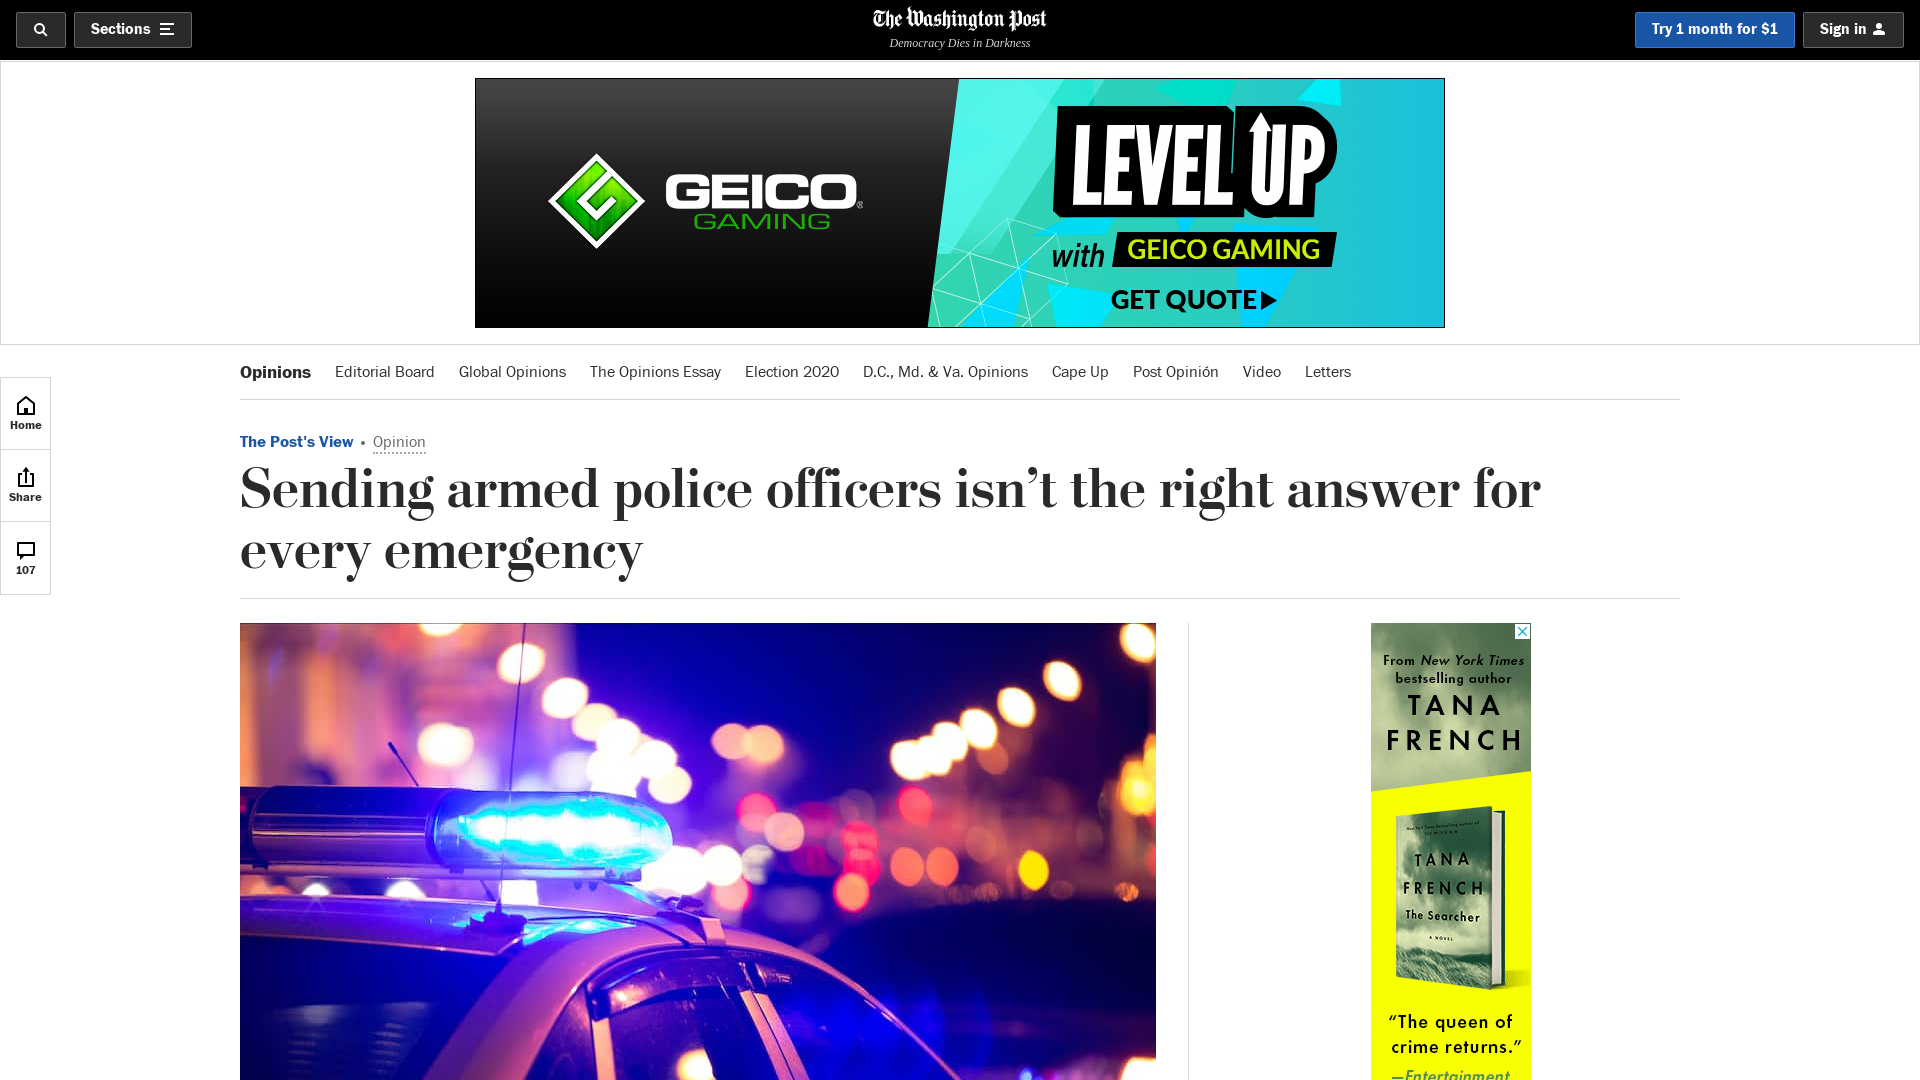 Sections
The Washington Post
Democracy Dies in Darkness
Try 1 month for $1
Sign in
GEICO
GAMING
LEVEL UP
with GEICO GAMING
GET QUOTE
Opinions Editorial Board Global Opinions The Opinions Essay Election 2020 D.C., Md. & Va. Opinions Cape Up Post Opinión Video Letters
Home
Share
107
The Post's View • Opinion
Sending armed police officers isn’t the right answer for
every emergency
From New York Times
bestselling author
TANA
FRENCH
TANA
FRENCH
The Searcher
A NOVEL
“The queen of
crime returns.”
—Entertainment